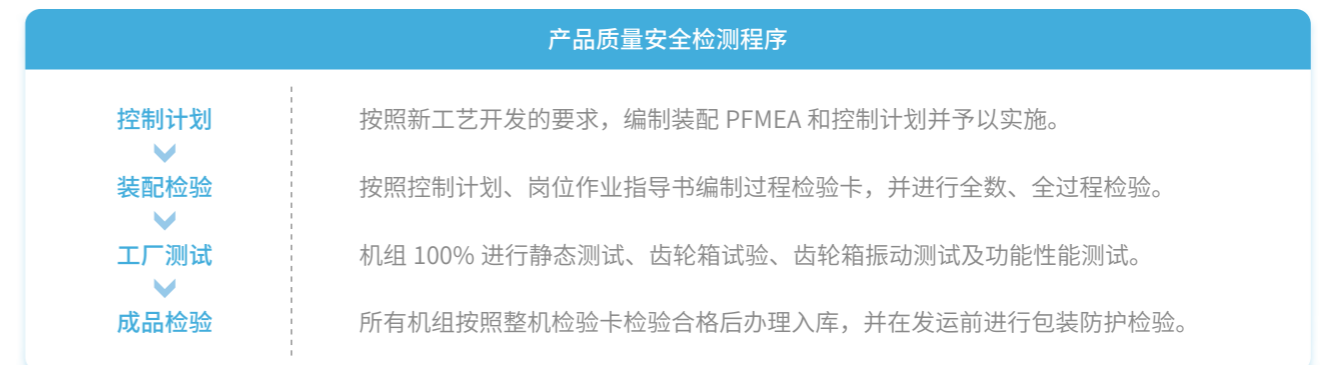 产品质量安全检测程序
控制计划
按照新工艺开发的要求，编制装配 PFMEA 和控制计划并予以实施。
装配检验
按照控制计划、岗位作业指导书编制过程检验卡，并进行全数、全过程检验。
工厂测试
机组 100% 进行静态测试、齿轮箱试验、齿轮箱振动测试及功能性能测试。
成品检验
所有机组按照整机检验卡检验合格后办理入库，并在发运前进行包装防护检验。